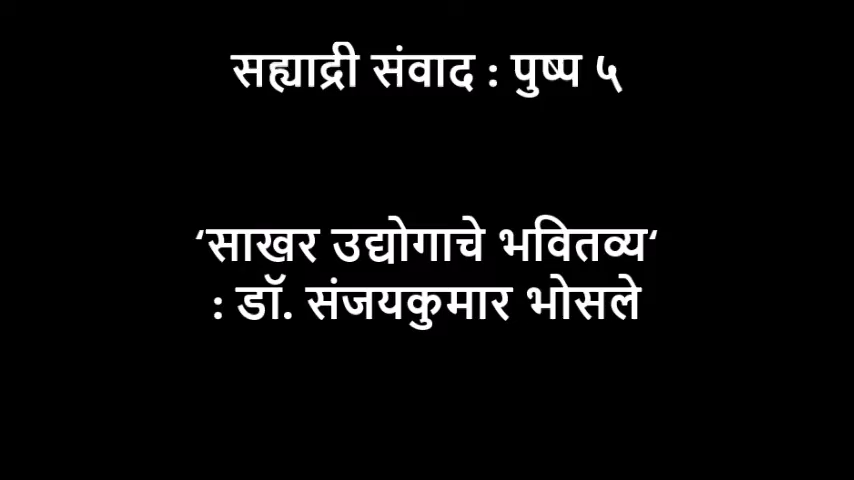 सह्याद्री संवाद : पुष्प ५
‘साखर उद्योगाचे भवितव्य‘
: डॉ. संजयकुमार भोसले